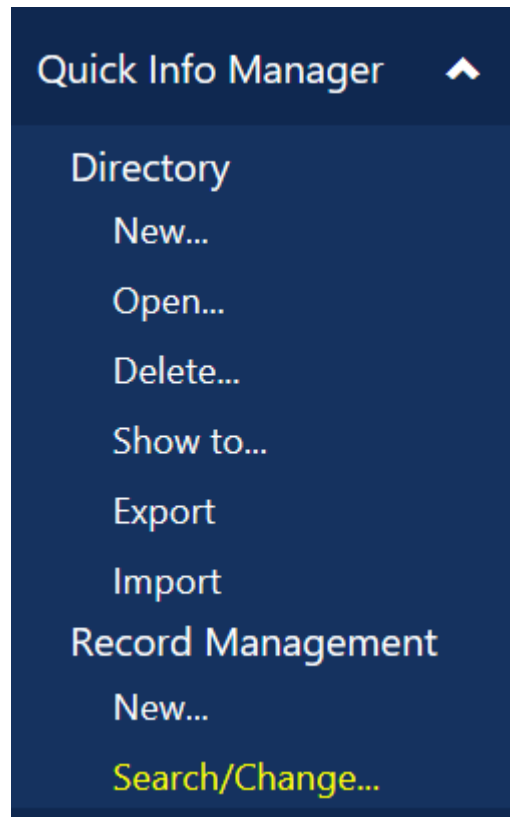 Quick Info Manager
Directory
New...
Open...
Delete...
Show to...
Export
Import
Record Management
New...
Search/Change...